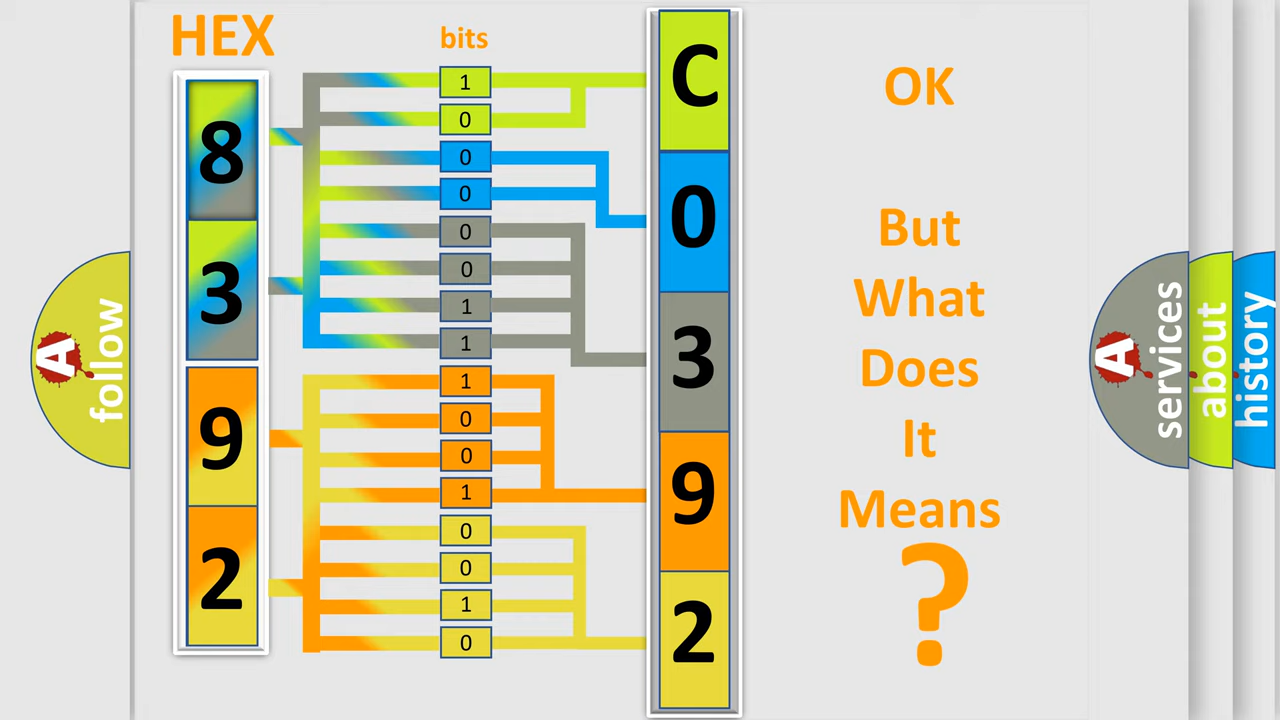 HEX
bits
8
3
9
2
1
0
0
0
0
0
1
1
1
0
0
1
0
0
1
0
C
0
3
9
2
OK
But
What
Does
It
Means
?
A
follow
A
services
about
history